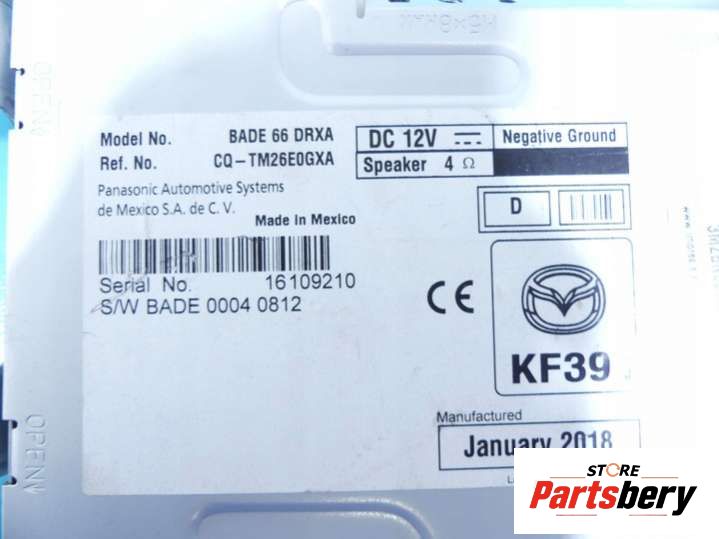 OPEN
Model No. BADE 66 DRXA
Ref. No. CQ-TM26E0GXA
DC 12V
Negative Ground
Speaker 4 Ω
Panasonic Automotive Systems
de Mexico S.A. de C. V.
Made In Mexico
D
Serial No. 16109210
S/W BADE 0004 0812
CE
KF39
Manufactured
January 2018
OPEN
STORE
Partsbery